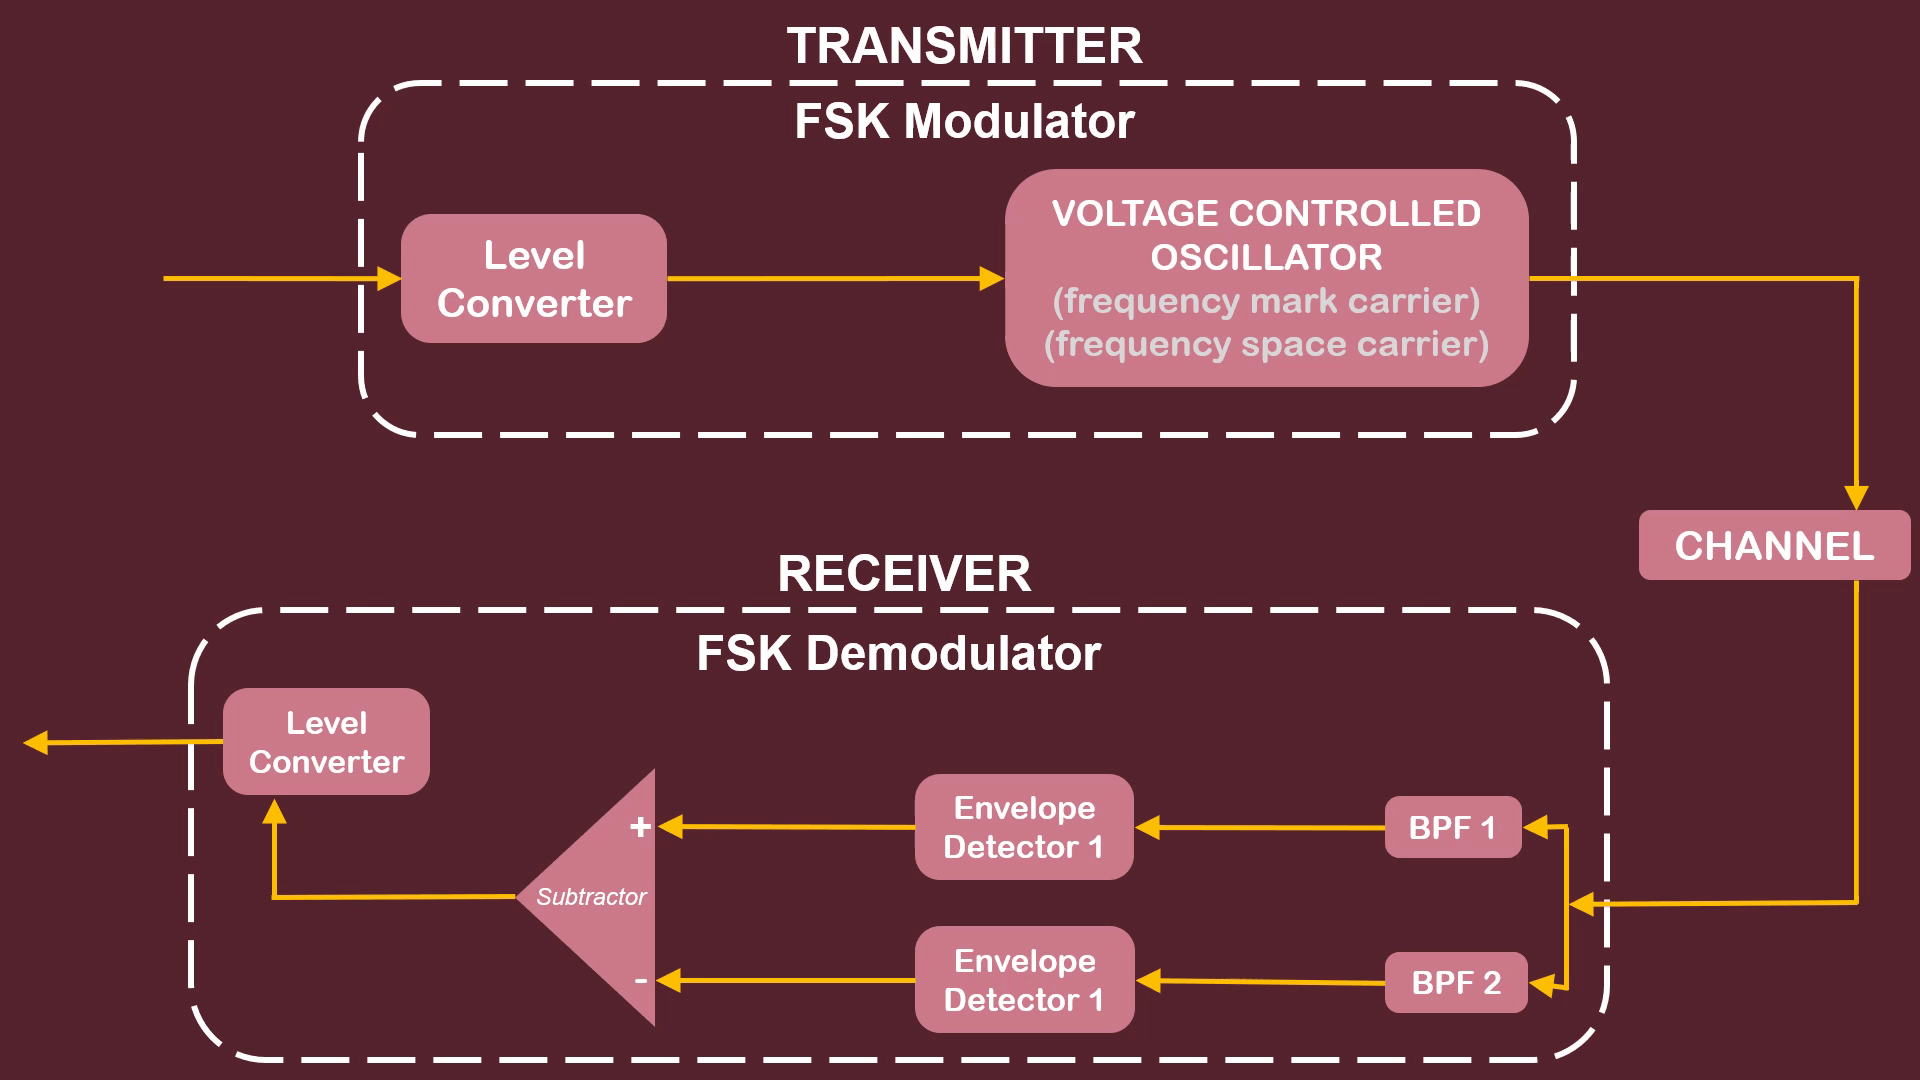 TRANSMITTER
FSK Modulator
Level
Converter
VOLTAGE CONTROLLED
OSCILLATOR
(frequency mark carrier)
(frequency space carrier)
CHANNEL
RECEIVER
FSK Demodulator
Level
Converter
+
Subtractor
-
Envelope
Detector 1
BPF 1
Envelope
Detector 1
BPF 2